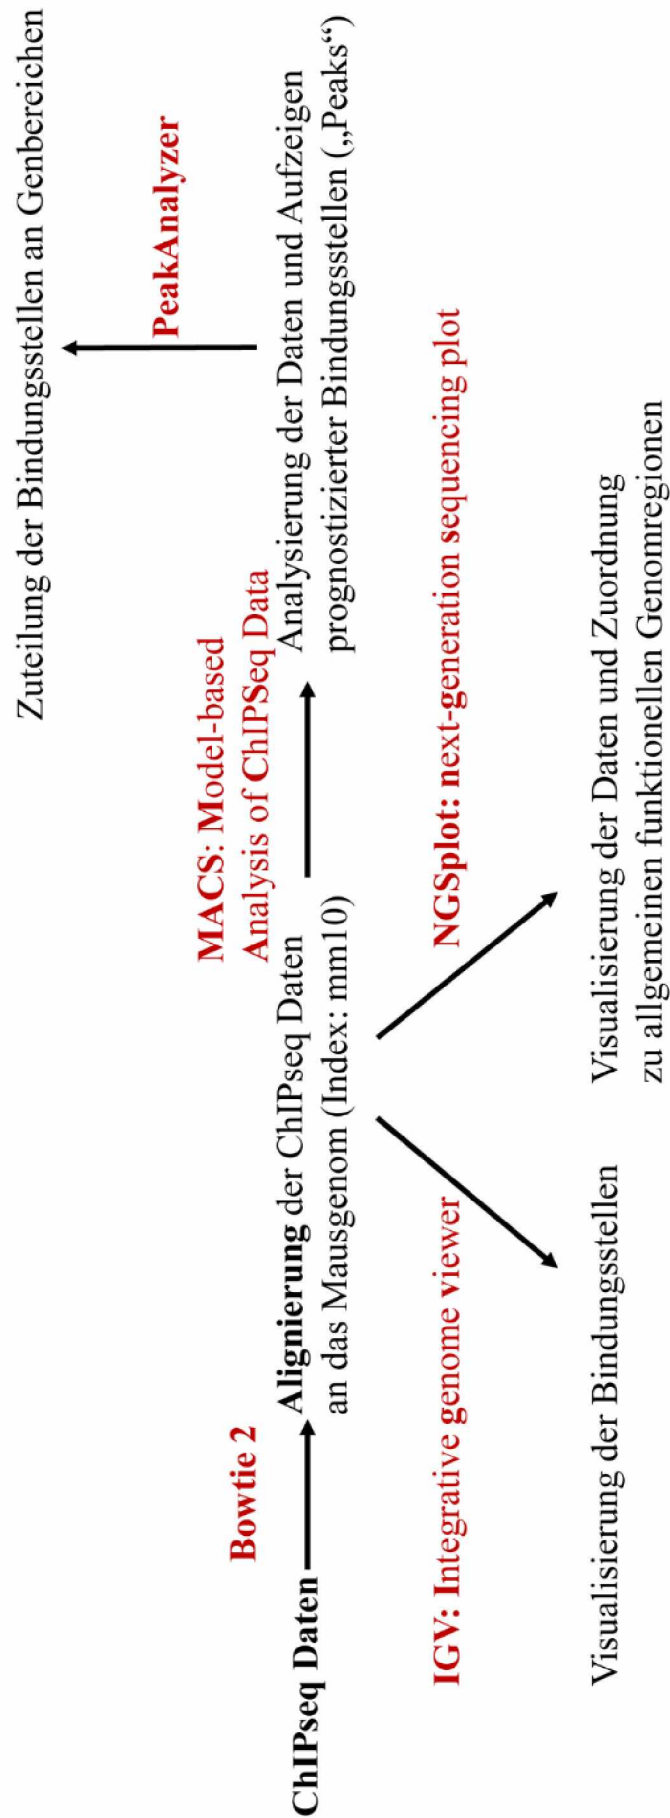 Zuteilung der Bindungsstellen an Genbereichen
PeakAnalyzer
MACS: Model-based
Analysis of ChIPSeq Data
Analysierung der Daten und Aufzeigen
prognostizierter Bindungsstellen („Peaks“)
Bowtie 2
ChIPseq Daten
Alignierung der ChIPseq Daten
an das Mausgenom (Index: mm10)
IGV: Integrative genome viewer
NGSplot: next-generation sequencing plot
Visualisierung der Bindungsstellen
Visualisierung der Daten und Zuordnung
zu allgemeinen funktionellen Genomregionen